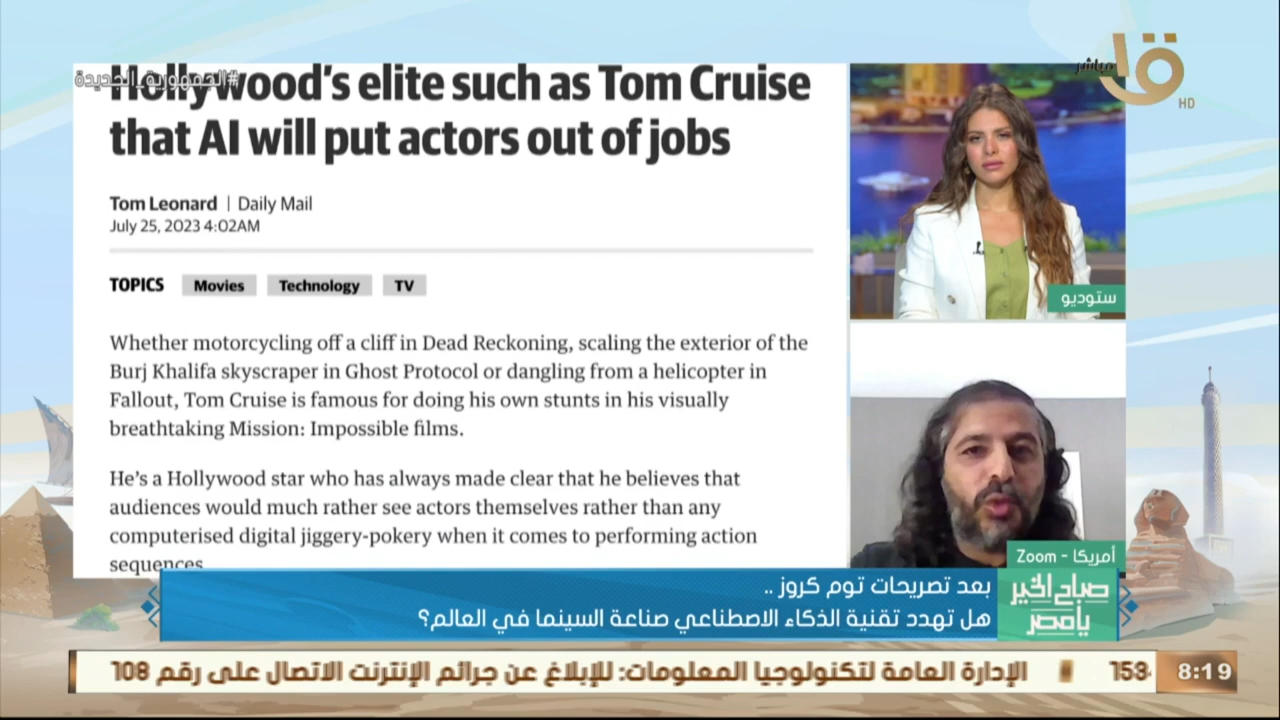 #الجمهورية_الجديدة
Hollywood's elite such as Tom Cruise
that AI will put actors out of jobs
Tom Leonard | Daily Mail
July 25, 2023 4:02AM
TOPICS Movies Technology TV
Whether motorcycling off a cliff in Dead Reckoning, scaling the exterior of the
Burj Khalifa skyscraper in Ghost Protocol or dangling from a helicopter in
Fallout, Tom Cruise is famous for doing his own stunts in his visually
breathtaking Mission: Impossible films.
He's a Hollywood star who has always made clear that he believes that
audiences would much rather see actors themselves rather than any
computerised digital jiggery-pokery when it comes to performing action
sequences
مباشر
HD
ستوديو
أمريكا - Zoom
صباح الخير
يا مصر
بعد تصريحات توم كروز ..
هل تهدد تقنية الذكاء الاصطناعي صناعة السينما في العالم؟
158 الإدارة العامة لتكنولوجيا المعلومات: للإبلاغ عن جرائم الإنترنت الاتصال على رقم 108
8:19